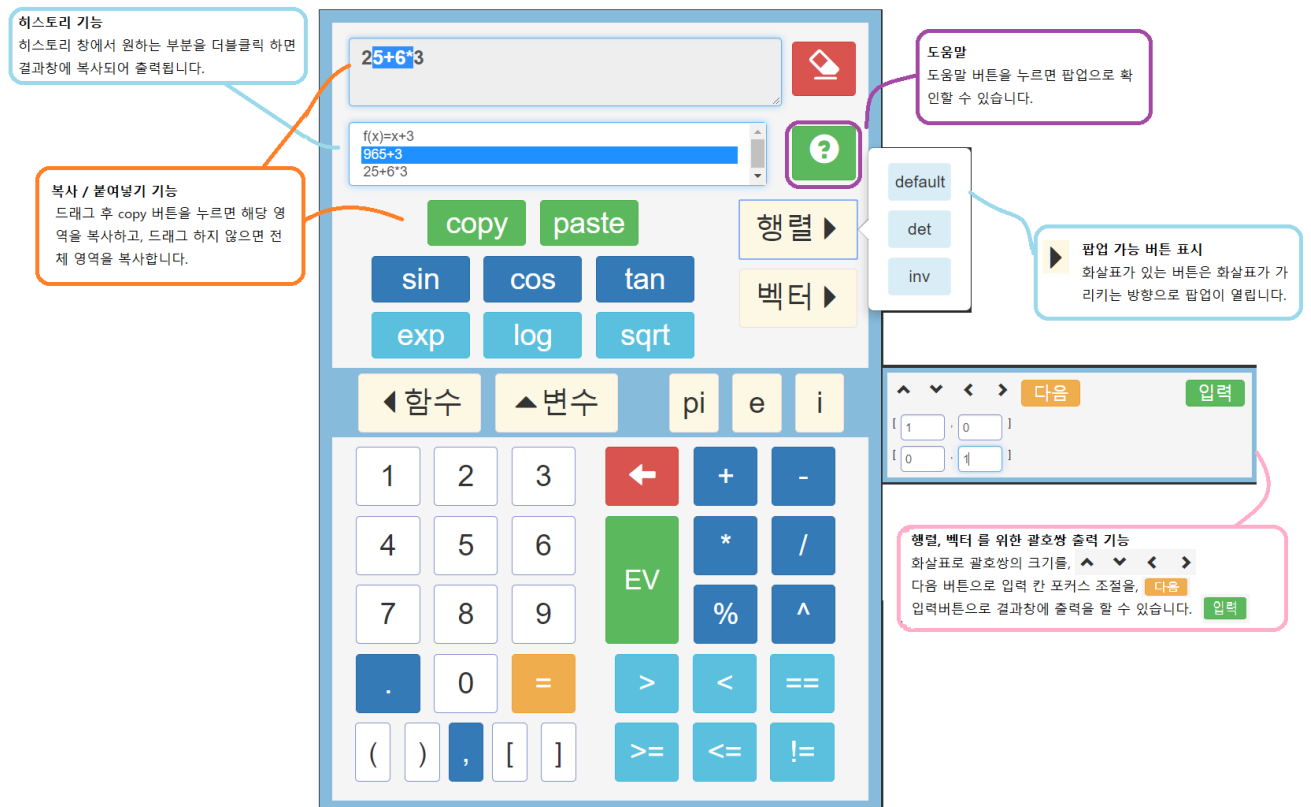 히스토리 기능
히스토리 창에서 원하는 부분을 더블클릭 하면
결과창에 복사되어 출력됩니다.
25+6*3
도움말
도움말 버튼을 누르면 팝업으로 확
인할 수 있습니다.
f(x)=x+3
965+3
25+6*3
?
복사 / 붙여넣기 기능
드래그 후 copy 버튼을 누르면 해당 영
역을 복사하고, 드래그 하지 않으면 전
체 영역을 복사합니다.
copy paste
행렬
벡터
default
det
inv
팝업 가능 버튼 표시
화살표가 있는 버튼은 화살표가 가
리키는 방향으로 팝업이 열립니다.
sin cos tan
exp log sqrt
함수 변수 pi e i
다음 입력
[ 1 , 0 ]
[ 0 , 1 ]
1 2 3 + -
4 5 6 EV * /
7 8 9 % ^
. 0 = > < ==
( ) , [ ] >= <= !=
행렬, 벡터 를 위한 괄호쌍 출력 기능
화살표로 괄호쌍의 크기를,
다음 버튼으로 입력 칸 포커스 조절을, 다음
입력버튼으로 결과창에 출력을 할 수 있습니다. 입력